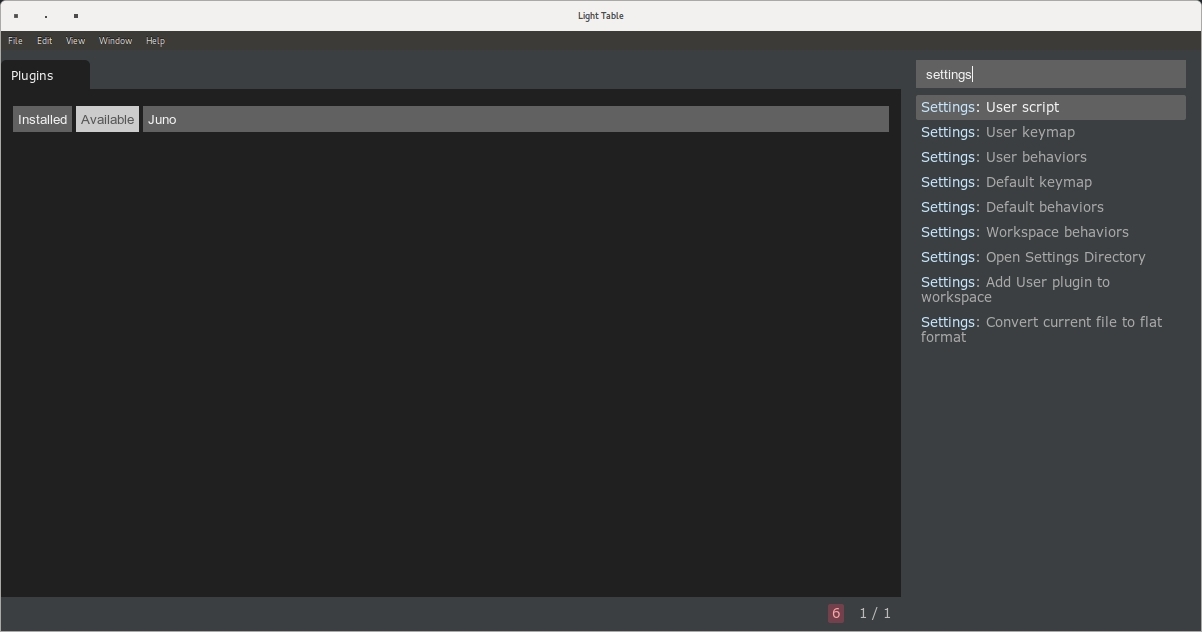 Light Table
File Edit View Window Help
Plugins
Installed Available Juno
settings
Settings: User script
Settings: User keymap
Settings: User behaviors
Settings: Default keymap
Settings: Default behaviors
Settings: Workspace behaviors
Settings: Open Settings Directory
Settings: Add User plugin to
workspace
Settings: Convert current file to flat
format
6 1 / 1